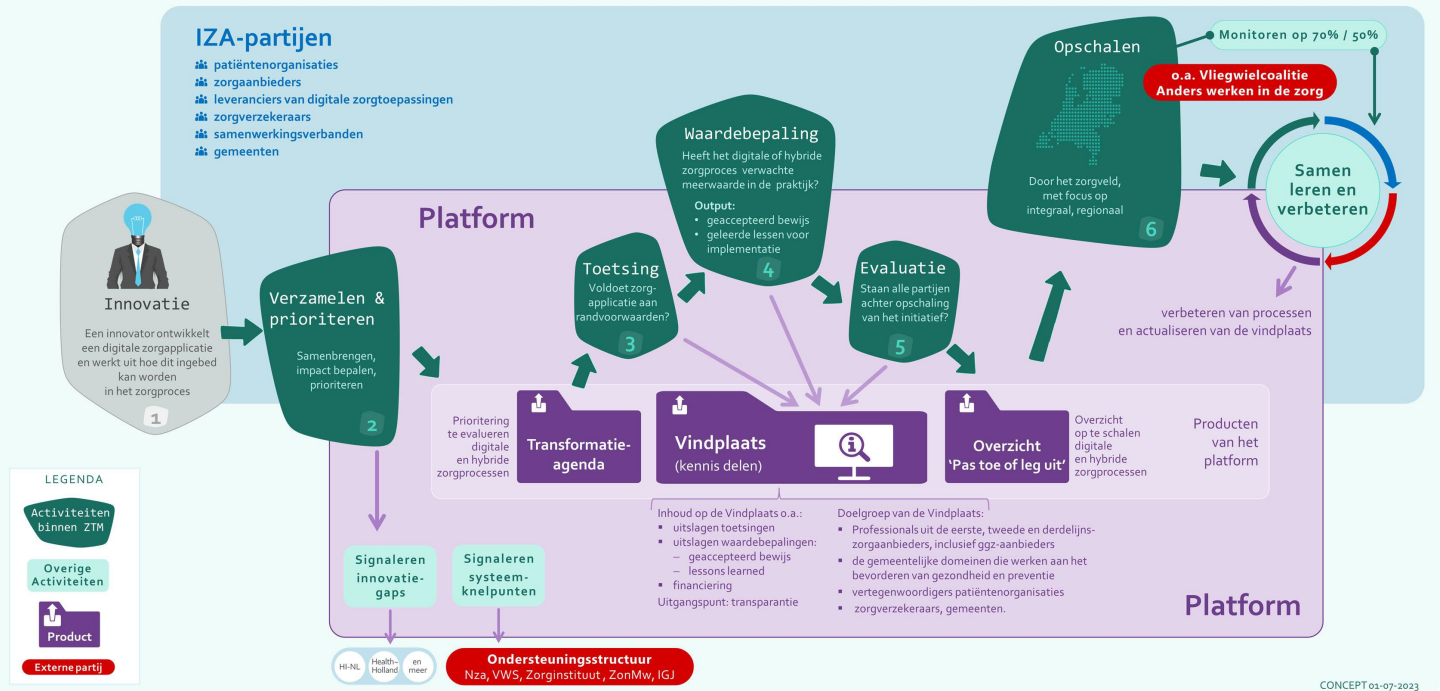 IZA-partijen
patiëntenorganisaties
zorgaanbieders
leveranciers van digitale zorgtoepassingen
zorgverzekeraars
samenwerkingsverbanden
gemeenten
Innovatie
Een innovator ontwikkelt
een digitale zorgapplicatie
en werkt uit hoe dit ingebed
kan worden
in het zorgproces
1
Platform
Verzamelen &
prioriteren
Samenbrengen,
impact bepalen,
prioriteren
2
Toetsing
Voldoet zorg-
applicatie aan
randvoorwaarden?
3
Waardebepaling
Heeft het digitale of hybride
zorgproces verwachte
meerwaarde in de praktijk?
Output:
• geaccepteerd bewijs
• geleerde lessen voor
implementatie
4
Evaluatie
Staan alle partijen
achter opschaling
van het initiatief?
5
Opschalen
Door het zorgveld,
met focus op
integraal, regionaal
6
Monitoren op 70% / 50%
o.a. Vliegwielcoalitie
Anders werken in de zorg
Samen
leren en
verbeteren
verbeteren van processen
en actualiseren van de vindplaats
Prioritering
te evalueren
digitale
en hybride
zorgprocessen
Transformatie-
agenda
Vindplaats
(kennis delen)
Overzicht
'Pas toe of leg uit'
Overzicht
op te schalen
digitale
en hybride
zorgprocessen
Producten
van het
platform
Inhoud op de Vindplaats o.a.:
▪ uitslagen toetsingen
▪ uitslagen waardebepalingen:
– geaccepteerd bewijs
– lessons learned
▪ financiering
Uitgangspunt: transparantie
Doelgroep van de Vindplaats:
▪ Professionals uit de eerste, tweede en derdelijns-
zorgaanbieders, inclusief ggz-aanbieders
▪ de gemeentelijke domeinen die werken aan het
bevorderen van gezondheid en preventie
▪ vertegenwoordigers patiëntenorganisaties
▪ zorgverzekeraars, gemeenten.
Platform
Signaleren
innovatie-
gaps
Signaleren
systeem-
knelpunten
HI-NL
Health-
Holland
en
meer
Ondersteuningsstructuur
Nza, VWS, Zorginstituut , ZonMw, IGJ
LEGENDA
Activiteiten
binnen ZTM
Overige
Activiteiten
Product
Externe partij
CONCEPT 01-07-2023